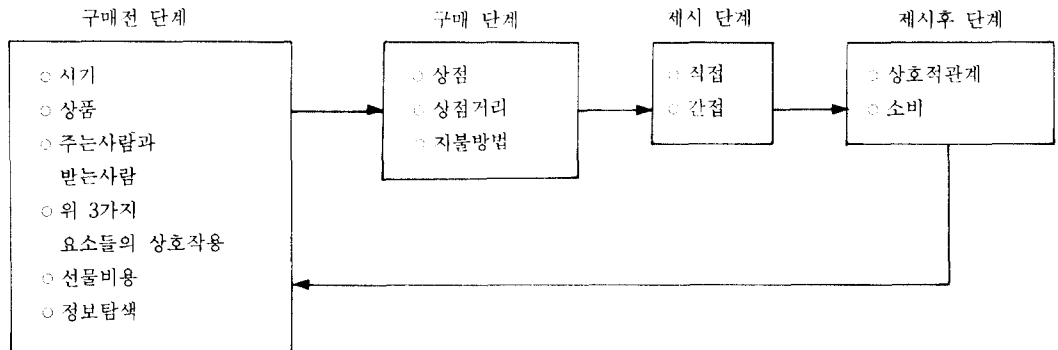 구매전 단계
○ 시기
○ 상품
○ 주는사람과
받는사람
○ 위 3가지
요소들의 상호작용
○ 선물비용
○ 정보탐색
구매 단계
○ 상점
○ 상점거리
○ 지불방법
제시 단계
○ 직접
○ 간접
제시후 단계
○ 상호적관계
○ 소비